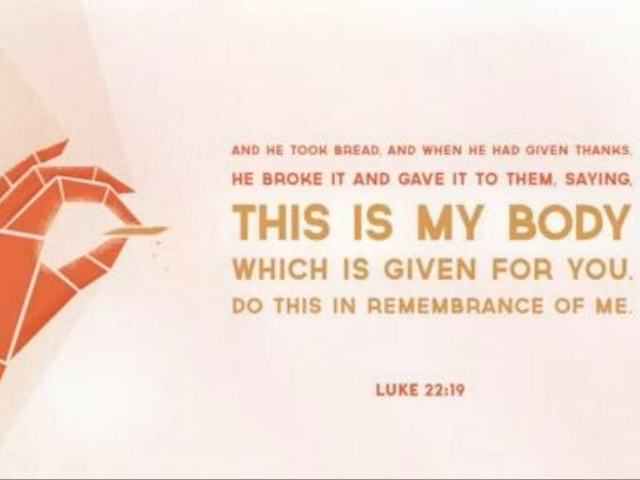 AND HE TOOK BREAD, AND WHEN HE HAD GIVEN THANKS,
HE BROKE IT AND GAVE IT TO THEM, SAYING,
THIS IS MY BODY
WHICH IS GIVEN FOR YOU.
DO THIS IN REMEMBRANCE OF ME.
LUKE 22:19